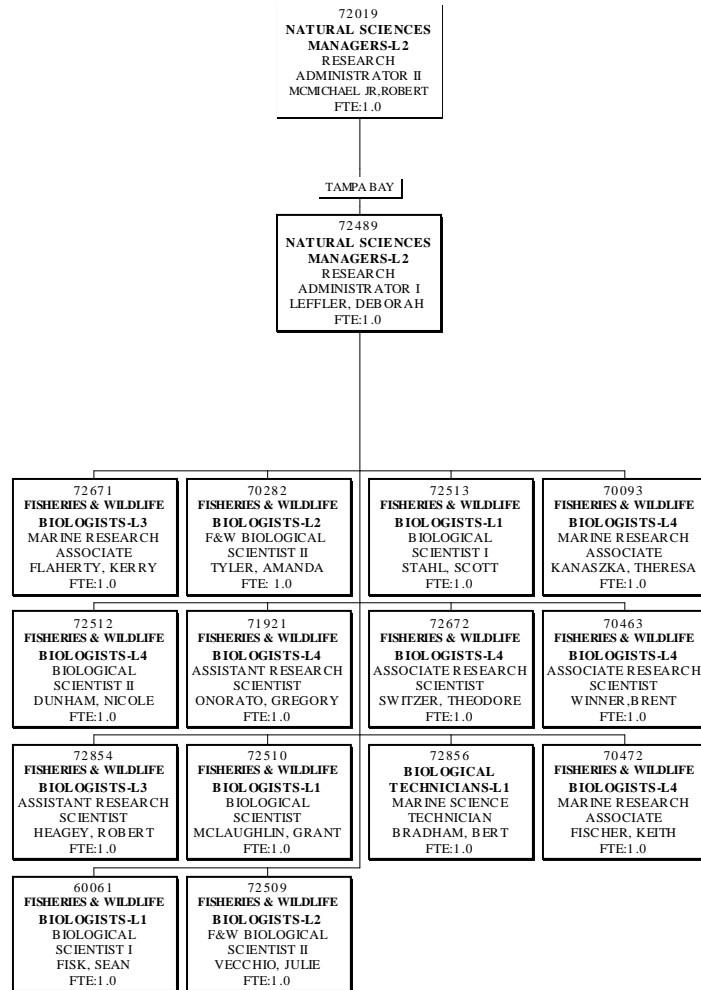 72019
NATURAL SCIENCES
MANAGERS-L2
RESEARCH
ADMINISTRATOR II
MCMICHAEL JR,ROBERT
FTE:1.0
TAMPA BAY
72489
NATURAL SCIENCES
MANAGERS-L2
RESEARCH
ADMINISTRATOR I
LEFFLER, DEBORAH
FTE:1.0
72671
FISHERIES & WILDLIFE
BIOLOGISTS-L3
MARINE RESEARCH
ASSOCIATE
FLAHERTY, KERRY
FTE:1.0
70282
FISHERIES & WILDLIFE
BIOLOGISTS-L2
F&W BIOLOGICAL
SCIENTIST II
TYLER, AMANDA
FTE: 1.0
72513
FISHERIES & WILDLIFE
BIOLOGISTS-L1
BIOLOGICAL
SCIENTIST I
STAHL, SCOTT
FTE:1.0
70093
FISHERIES & WILDLIFE
BIOLOGISTS-L4
MARINE RESEARCH
ASSOCIATE
KANASZKA, THERESA
FTE:1.0
72512
FISHERIES & WILDLIFE
BIOLOGISTS-L4
BIOLOGICAL
SCIENTIST II
DUNHAM, NICOLE
FTE:1.0
71921
FISHERIES & WILDLIFE
BIOLOGISTS-L4
ASSISTANT RESEARCH
SCIENTIST
ONORATO, GREGORY
FTE:1.0
72672
FISHERIES & WILDLIFE
BIOLOGISTS-L4
ASSOCIATE RESEARCH
SCIENTIST
SWITZER, THEODORE
FTE:1.0
70463
FISHERIES & WILDLIFE
BIOLOGISTS-L4
ASSOCIATE RESEARCH
SCIENTIST
WINNER,BRENT
FTE:1.0
72854
FISHERIES & WILDLIFE
BIOLOGISTS-L3
ASSISTANT RESEARCH
SCIENTIST
HEAGEY, ROBERT
FTE:1.0
72510
FISHERIES & WILDLIFE
BIOLOGISTS-L1
BIOLOGICAL
SCIENTIST
MCLAUGHLIN, GRANT
FTE:1.0
72856
BIOLOGICAL
TECHNICIANS-L1
MARINE SCIENCE
TECHNICIAN
BRADHAM, BERT
FTE:1.0
70472
FISHERIES & WILDLIFE
BIOLOGISTS-L4
MARINE RESEARCH
ASSOCIATE
FISCHER, KEITH
FTE:1.0
60061
FISHERIES & WILDLIFE
BIOLOGISTS-L1
BIOLOGICAL
SCIENTIST I
FISK, SEAN
FTE:1.0
72509
FISHERIES & WILDLIFE
BIOLOGISTS-L2
F&W BIOLOGICAL
SCIENTIST II
VECCHIO, JULIE
FTE:1.0